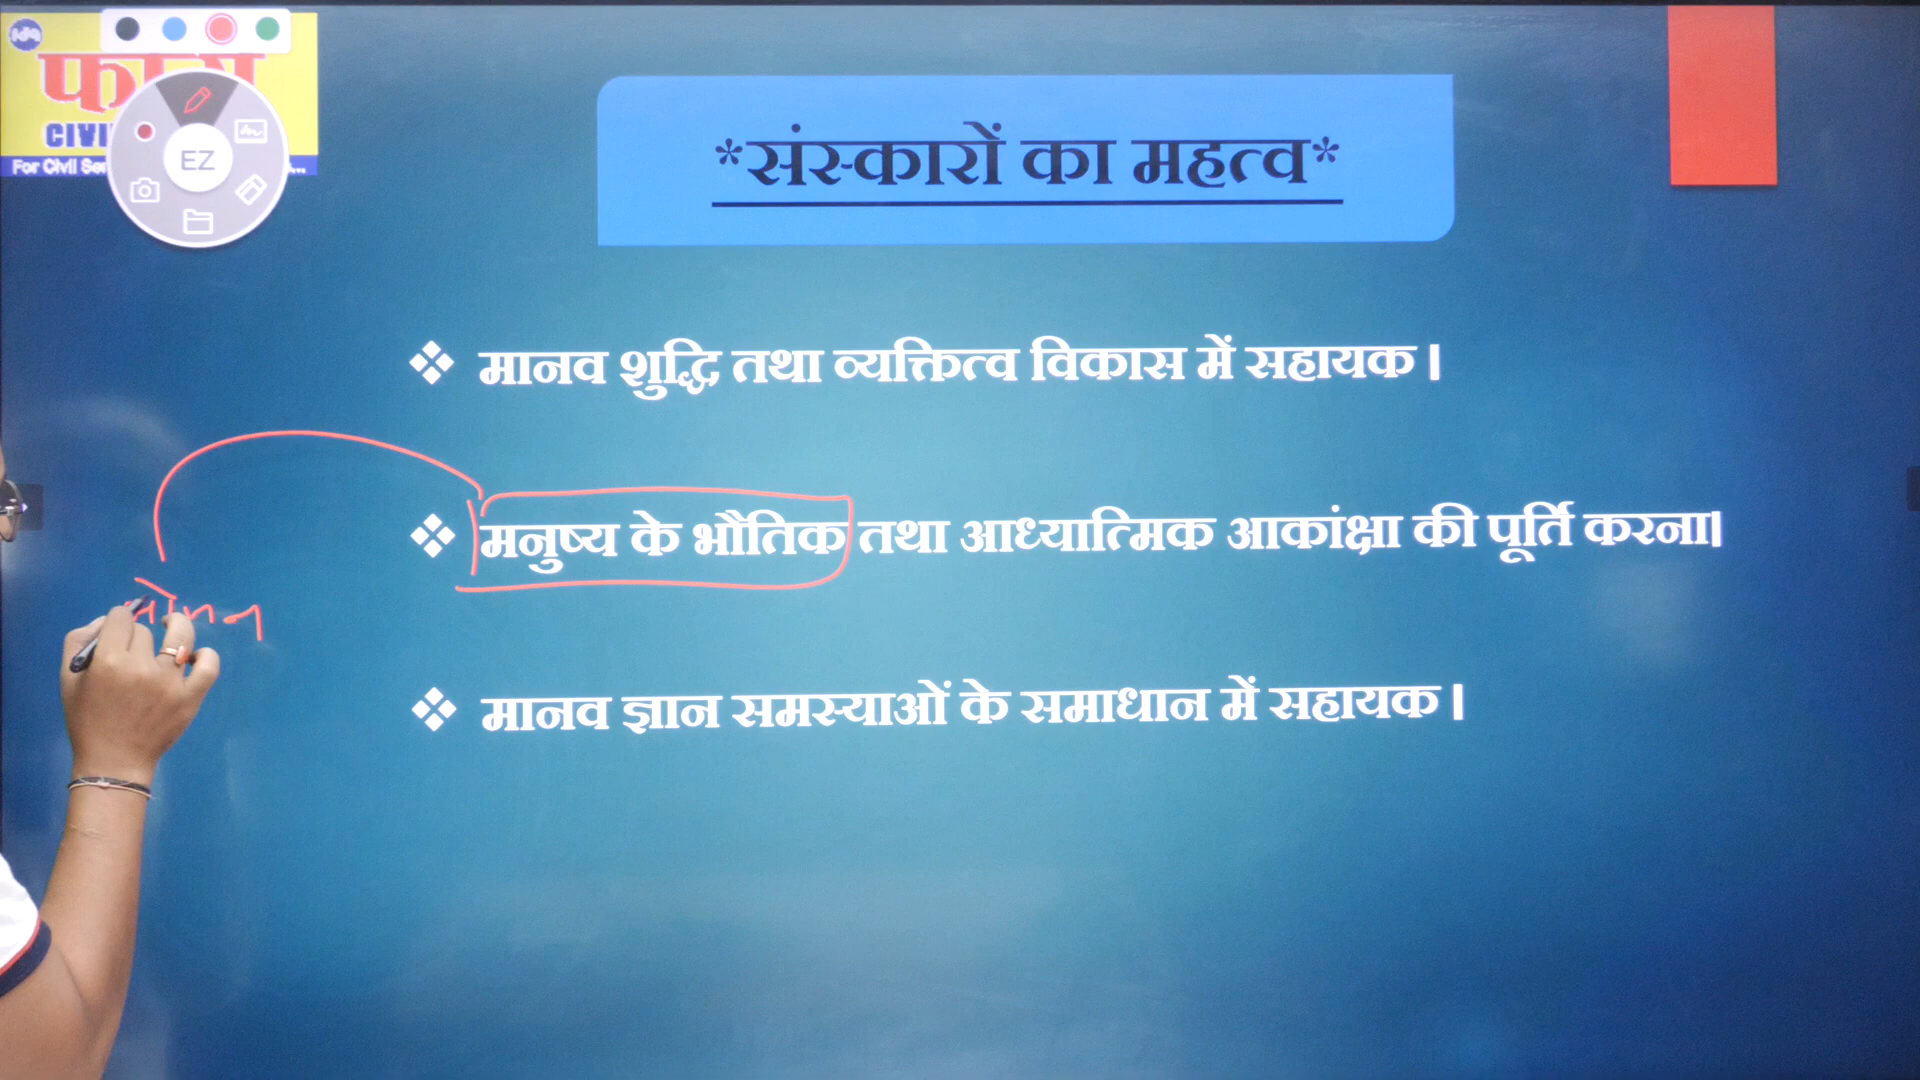 CIVI
For Civil Ser
EZ
*संस्कारों का महत्व*
❖ मानव शुद्धि तथा व्यक्तित्व विकास में सहायक ।
❖ मनुष्य के भौतिक तथा आध्यात्मिक आकांक्षा की पूर्ति करना।
❖ मानव ज्ञान समस्याओं के समाधान में सहायक ।